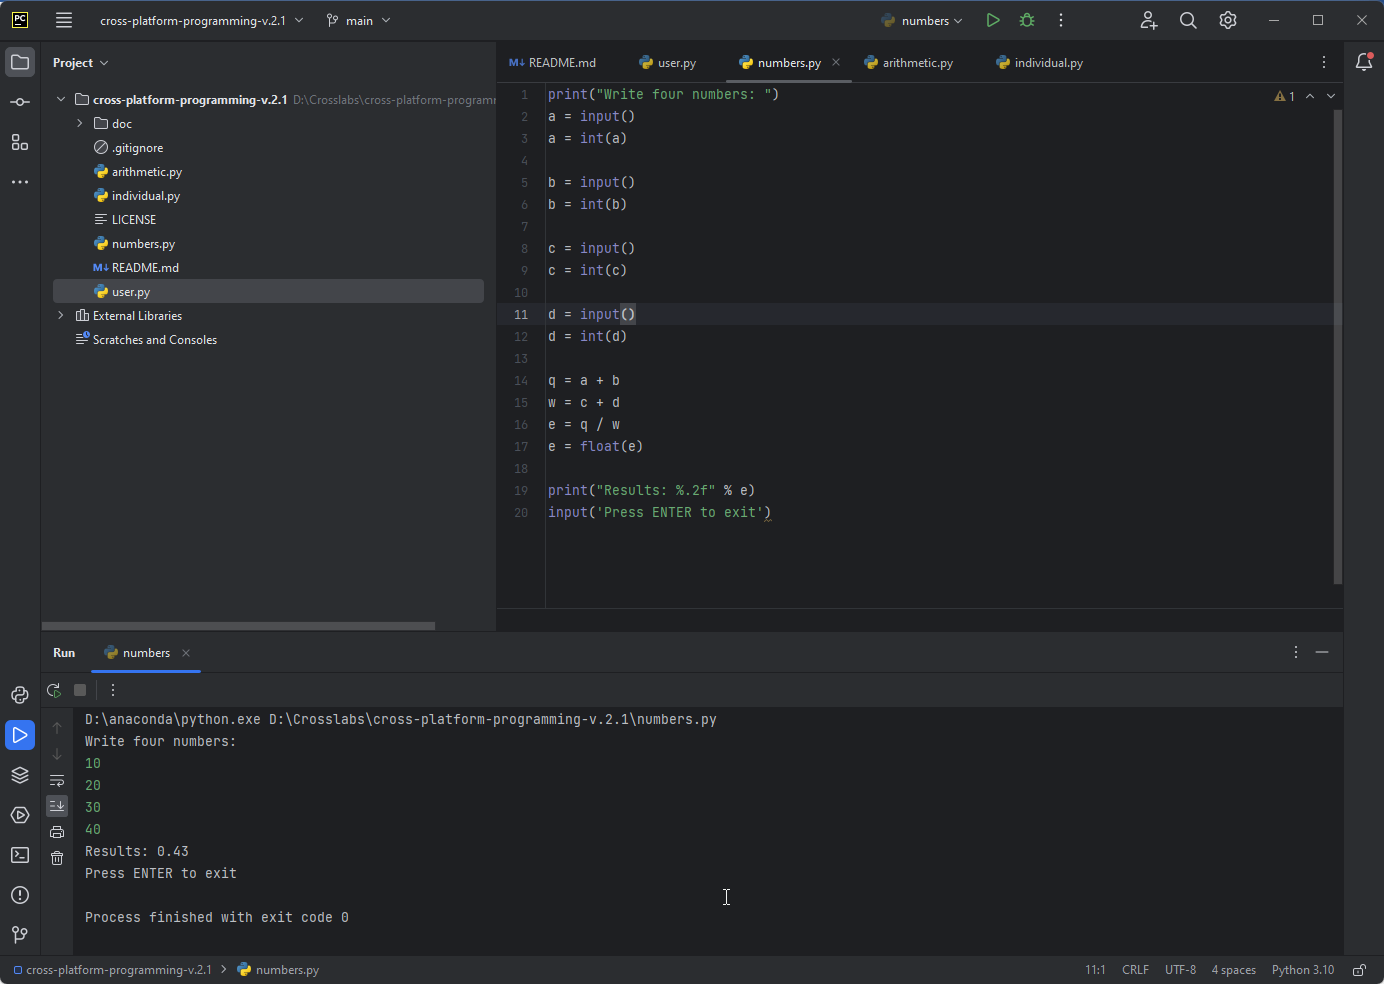 PC cross-platform-programming-v.2.1 main numbers
Project
cross-platform-programming-v.2.1 D:\Crosslabs\cross-platform-programm
doc
.gitignore
arithmetic.py
individual.py
LICENSE
numbers.py
M↓ README.md
user.py
External Libraries
Scratches and Consoles
M↓ README.md user.py numbers.py arithmetic.py individual.py
1 print("Write four numbers: ")
2 a = input()
3 a = int(a)
4
5 b = input()
6 b = int(b)
7
8 c = input()
9 c = int(c)
10
11 d = input()
12 d = int(d)
13
14 q = a + b
15 w = c + d
16 e = q / w
17 e = float(e)
18
19 print("Results: %.2f" % e)
20 input('Press ENTER to exit')
1
Run numbers
D:\anaconda\python.exe D:\Crosslabs\cross-platform-programming-v.2.1\numbers.py
Write four numbers:
10
20
30
40
Results: 0.43
Press ENTER to exit
Process finished with exit code 0
cross-platform-programming-v.2.1 > numbers.py 11:1 CRLF UTF-8 4 spaces Python 3.10